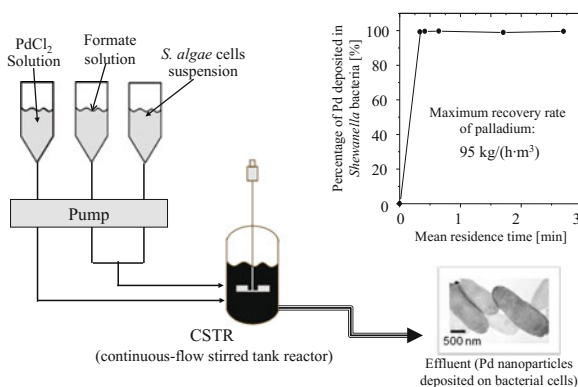 PdCl₂
Solution
Formate
solution
S. algae cells
suspension
Pump
CSTR
(continuous-flow stirred tank reactor)
Percentage of Pd deposited in
Shewanella bacteria [%]
100
80
60
40
20
0
0
1
2
3
Mean residence time [min]
Maximum recovery rate
of palladium:
95 kg/(h·m³)
500 nm
Effluent (Pd nanoparticles
deposited on bacterial cells)